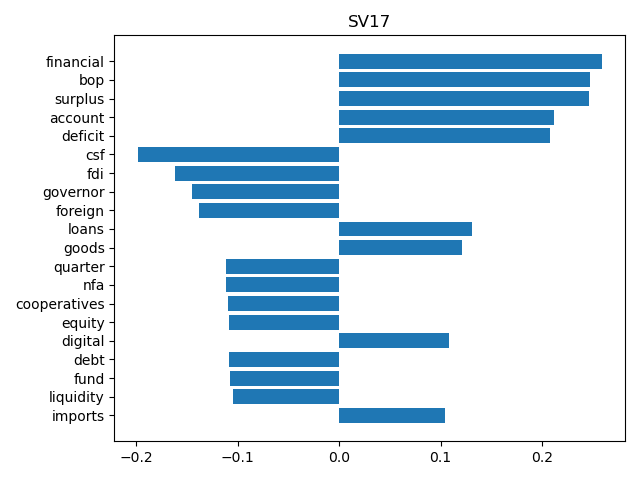 SV17
financial
bop
surplus
account
deficit
csf
fdi
governor
foreign
loans
goods
quarter
nfa
cooperatives
equity
digital
debt
fund
liquidity
imports
−0.2 −0.1 0.0 0.1 0.2